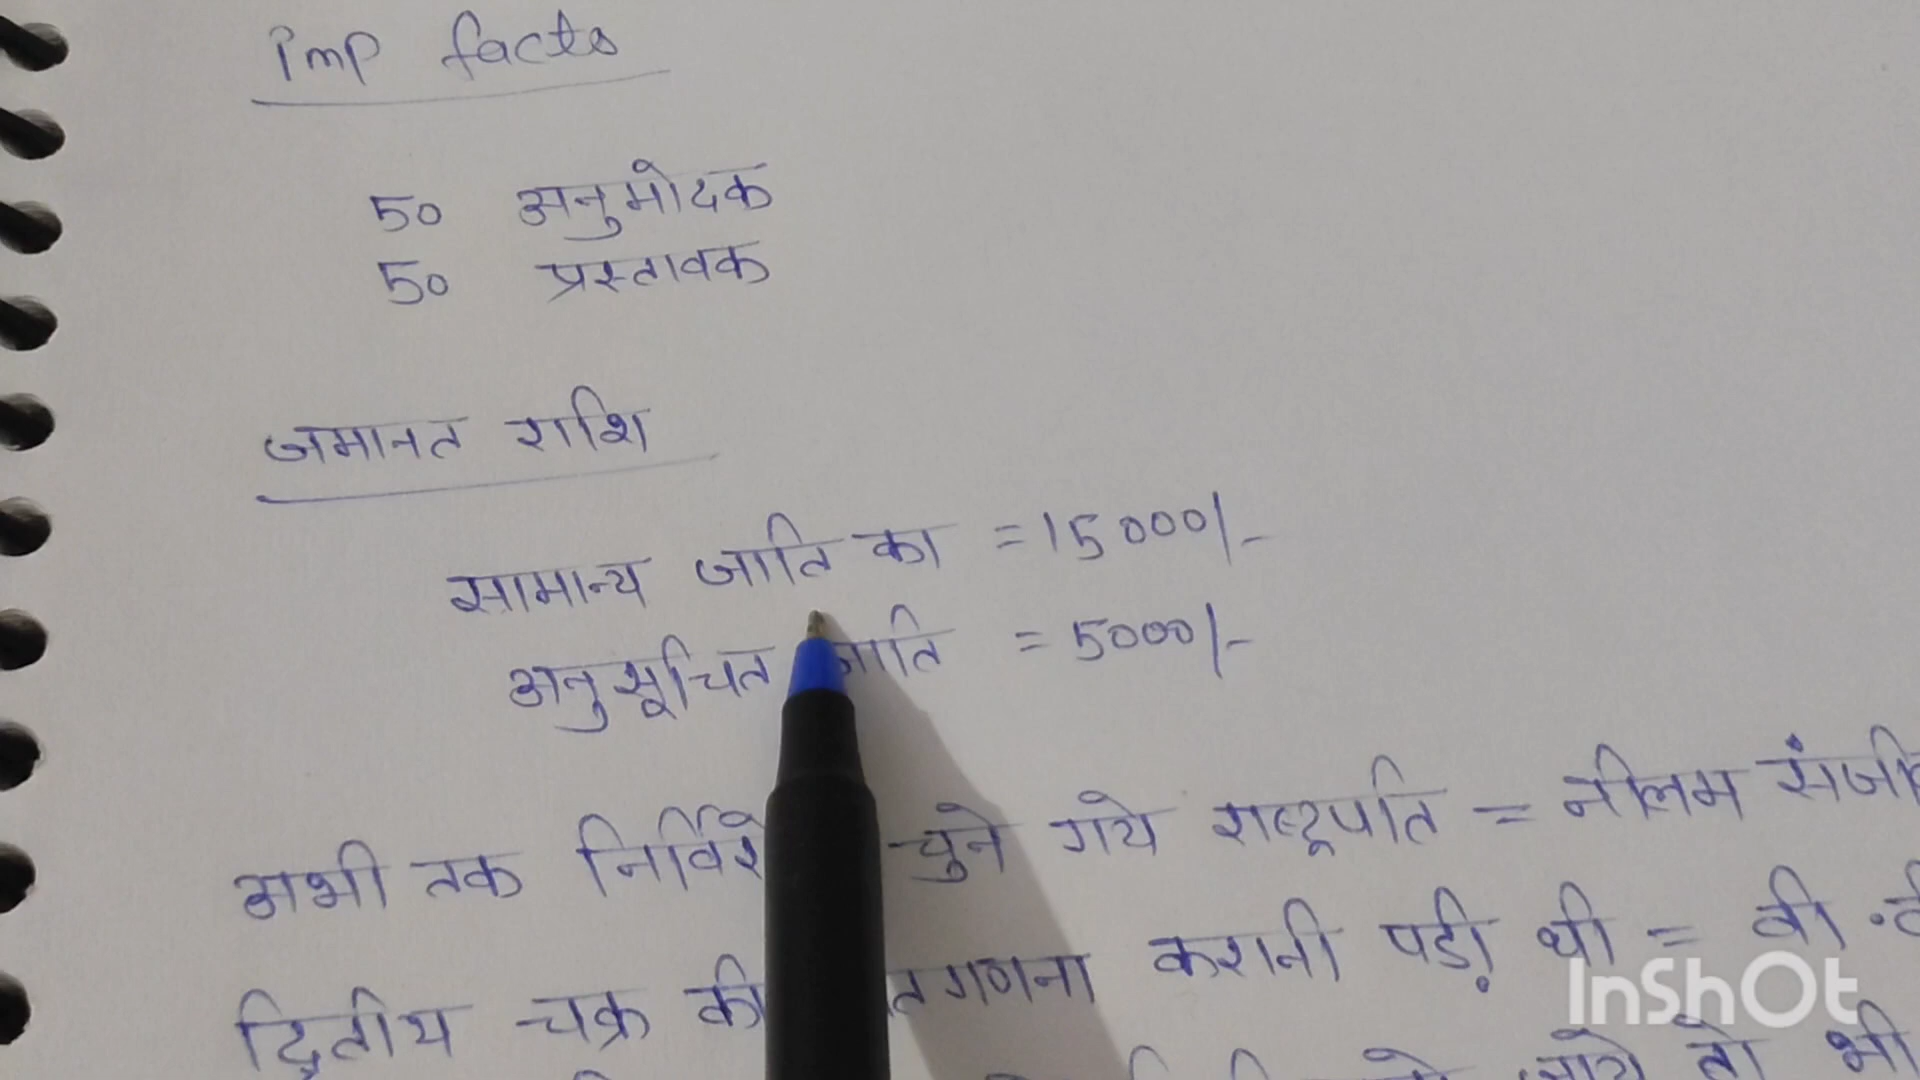 imp facts
50 अनुमोदक
50 प्रस्तावक
जमानत राशि
सामान्य जाति का = 15000/-
अनुसूचित जाति = 5000/-
अभी तक चुने गये राष्ट्रपति = नीलम
द्वितीय चक्र की करानी पड़ी थी = वी.
तो भी
InShOt